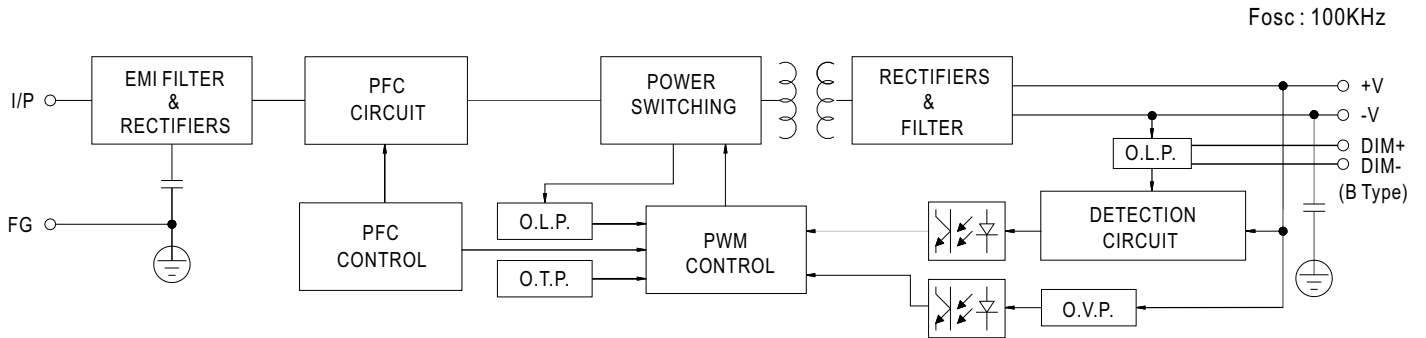 Fosc : 100KHz
I/P
EMI FILTER
&
RECTIFIERS
PFC
CIRCUIT
POWER
SWITCHING
RECTIFIERS
&
FILTER
+V
-V
DIM+
DIM-
(B Type)
O.L.P.
FG
PFC
CONTROL
O.L.P.
O.T.P.
PWM
CONTROL
DETECTION
CIRCUIT
O.V.P.